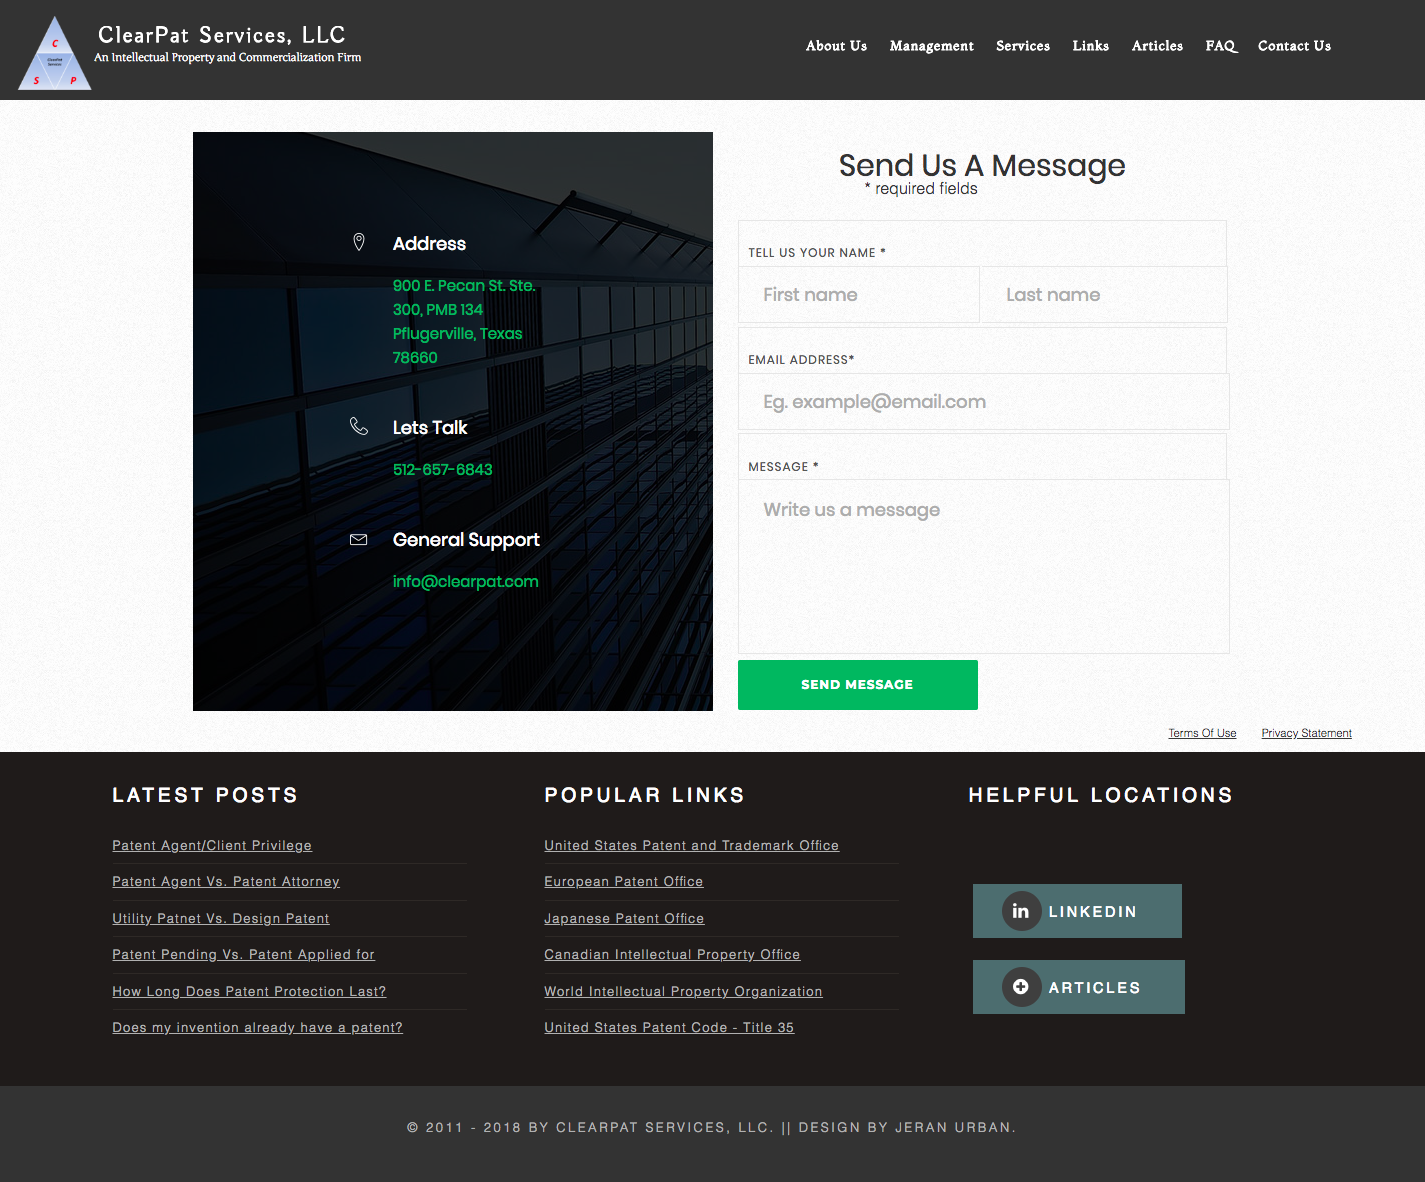 C
ClearPat
Services
S P
ClearPat Services, LLC
An Intellectual Property and Commercialization Firm
About Us Management Services Links Articles FAQ Contact Us
Address
900 E. Pecan St. Ste.
300, PMB 134
Pflugerville, Texas
78660
Lets Talk
512-657-6843
General Support
info@clearpat.com
Send Us A Message
* required fields
TELL US YOUR NAME *
First name Last name
EMAIL ADDRESS*
Eg. example@email.com
MESSAGE *
Write us a message
SEND MESSAGE
Terms Of Use Privacy Statement
LATEST POSTS
Patent Agent/Client Privilege
Patent Agent Vs. Patent Attorney
Utility Patnet Vs. Design Patent
Patent Pending Vs. Patent Applied for
How Long Does Patent Protection Last?
Does my invention already have a patent?
POPULAR LINKS
United States Patent and Trademark Office
European Patent Office
Japanese Patent Office
Canadian Intellectual Property Office
World Intellectual Property Organization
United States Patent Code - Title 35
HELPFUL LOCATIONS
in LINKEDIN
ARTICLES
© 2011 - 2018 BY CLEARPAT SERVICES, LLC. || DESIGN BY JERAN URBAN.